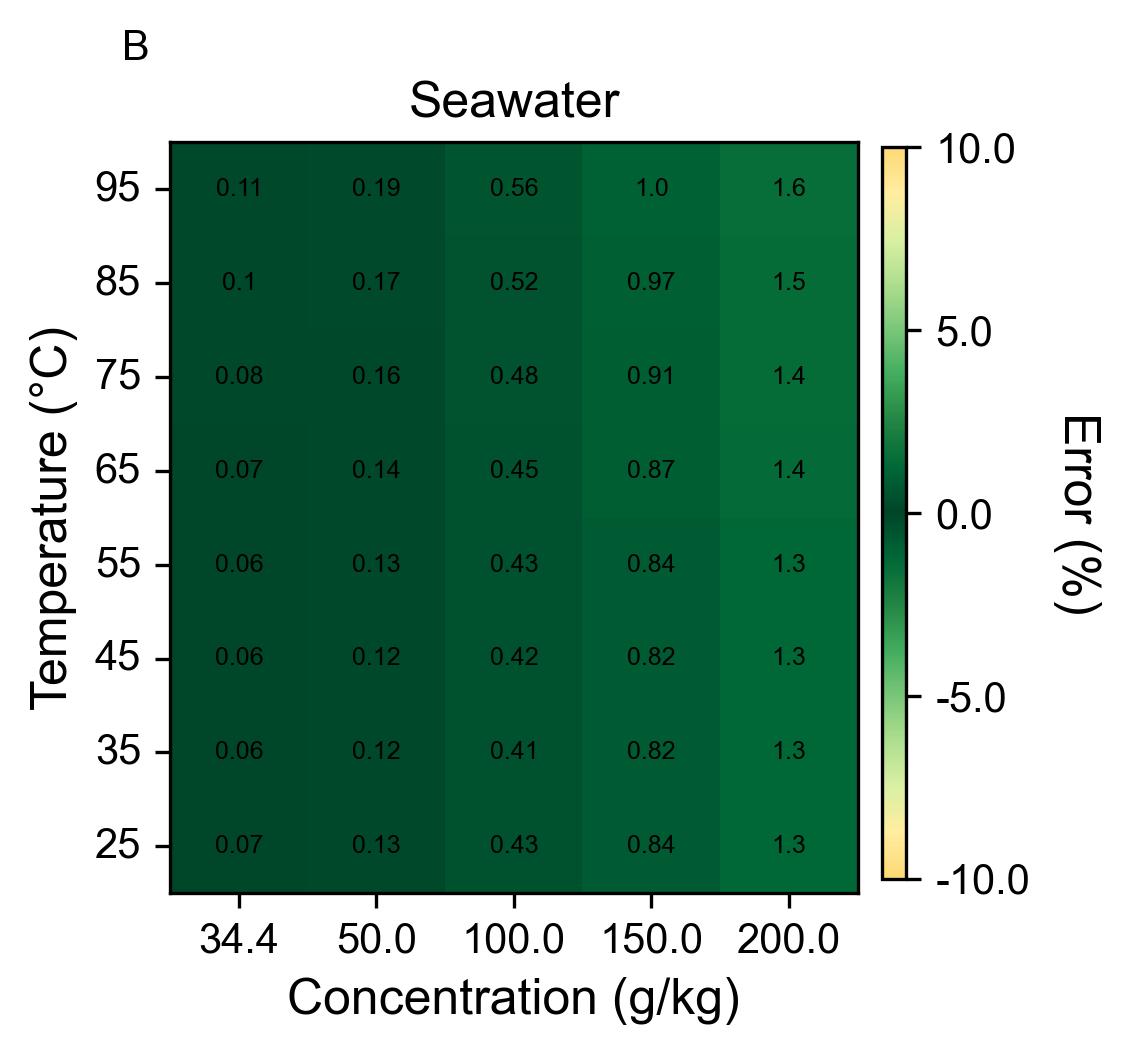 B
Seawater
95 0.11 0.19 0.56 1.0 1.6
85 0.1 0.17 0.52 0.97 1.5
75 0.08 0.16 0.48 0.91 1.4
65 0.07 0.14 0.45 0.87 1.4
55 0.06 0.13 0.43 0.84 1.3
45 0.06 0.12 0.42 0.82 1.3
35 0.06 0.12 0.41 0.82 1.3
25 0.07 0.13 0.43 0.84 1.3
34.4 50.0 100.0 150.0 200.0
Concentration (g/kg)
Temperature (°C)
10.0
5.0
0.0
-5.0
-10.0
Error (%)